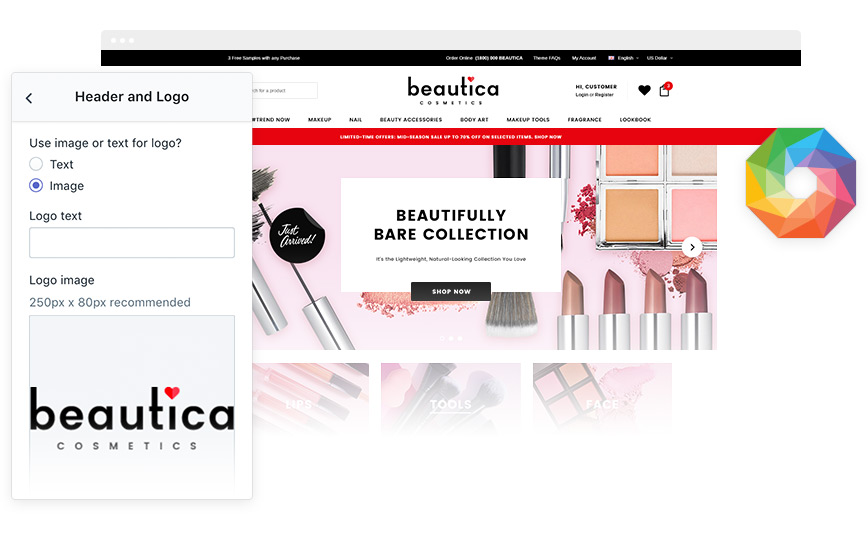 3 Free Samples with any Purchase
Order Online (1800) 000 BEAUTICA
Theme FAQs
My Account
English
US Dollar
Header and Logo
Use image or text for logo?
Text
Image
Logo text
Logo image
250px x 80px recommended
beautica
COSMETICS
for a product
beautica
COSMETICS
HI, CUSTOMER
Login or Register
TREND NOW
MAKEUP
NAIL
BEAUTY ACCESSORIES
BODY ART
MAKEUP TOOLS
FRAGRANCE
LOOKBOOK
LIMITED-TIME OFFERS: MID-SEASON SALE UP TO 70% OFF ON SELECTED ITEMS. SHOP NOW
Just
Arrived!
BEAUTIFULLY
BARE COLLECTION
It's the Lightweight, Natural-Looking Collection You Love
SHOP NOW
LIPS
TOOLS
FACE